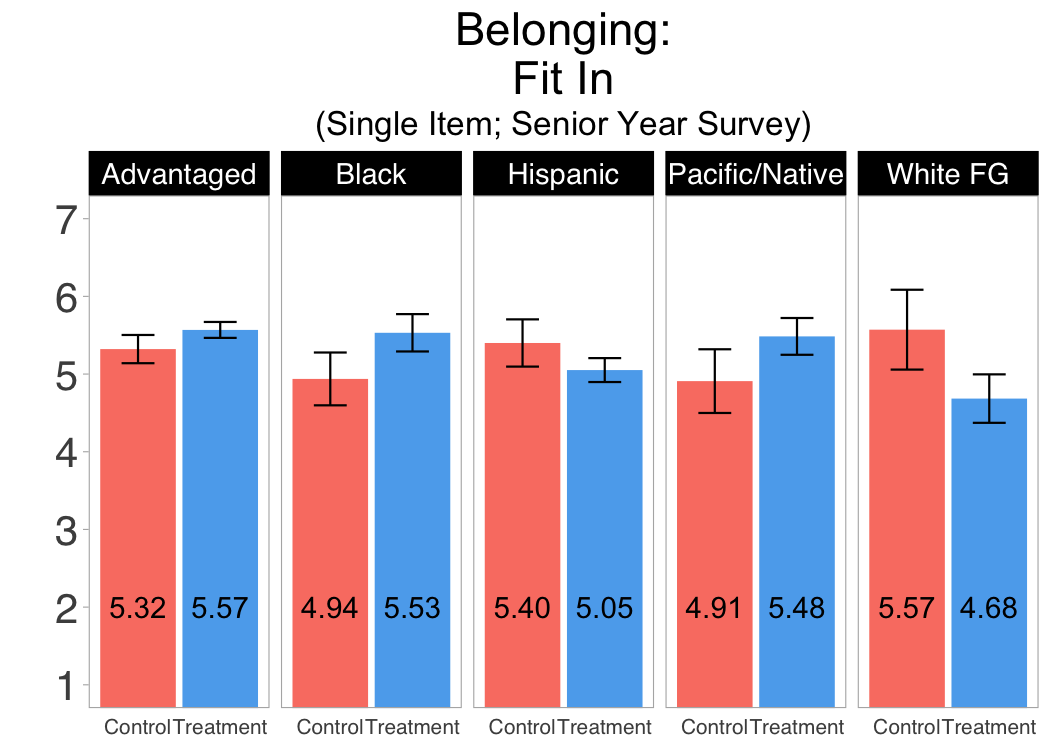 Belonging:
Fit In
(Single Item; Senior Year Survey)
Advantaged Black Hispanic Pacific/Native White FG
7
6
5
4
3
2
1
5.32 5.57 4.94 5.53 5.40 5.05 4.91 5.48 5.57 4.68
Control Treatment Control Treatment Control Treatment Control Treatment Control Treatment